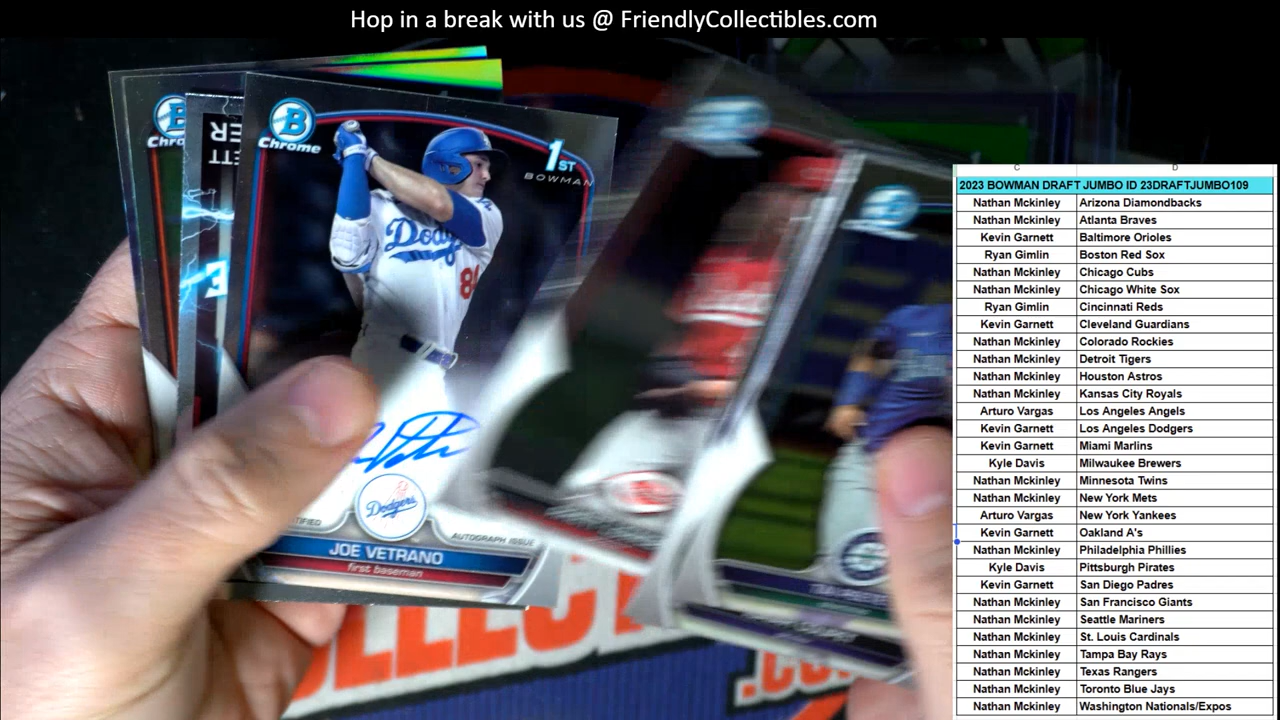 Hop in a break with us @ FriendlyCollectibles.com
B
Chrome
1ST
BOWMAN
Dodg
Dodgers
AUTOGRAPH ISSUE
JOE VETRANO
first baseman
C D
2023 BOWMAN DRAFT JUMBO ID 23DRAFTJUMBO109
Nathan Mckinley Arizona Diamondbacks
Nathan Mckinley Atlanta Braves
Kevin Garnett Baltimore Orioles
Ryan Gimlin Boston Red Sox
Nathan Mckinley Chicago Cubs
Nathan Mckinley Chicago White Sox
Ryan Gimlin Cincinnati Reds
Kevin Garnett Cleveland Guardians
Nathan Mckinley Colorado Rockies
Nathan Mckinley Detroit Tigers
Nathan Mckinley Houston Astros
Nathan Mckinley Kansas City Royals
Arturo Vargas Los Angeles Angels
Kevin Garnett Los Angeles Dodgers
Kevin Garnett Miami Marlins
Kyle Davis Milwaukee Brewers
Nathan Mckinley Minnesota Twins
Nathan Mckinley New York Mets
Arturo Vargas New York Yankees
Kevin Garnett Oakland A's
Nathan Mckinley Philadelphia Phillies
Kyle Davis Pittsburgh Pirates
Kevin Garnett San Diego Padres
Nathan Mckinley San Francisco Giants
Nathan Mckinley Seattle Mariners
Nathan Mckinley St. Louis Cardinals
Nathan Mckinley Tampa Bay Rays
Nathan Mckinley Texas Rangers
Nathan Mckinley Toronto Blue Jays
Nathan Mckinley Washington Nationals/Expos